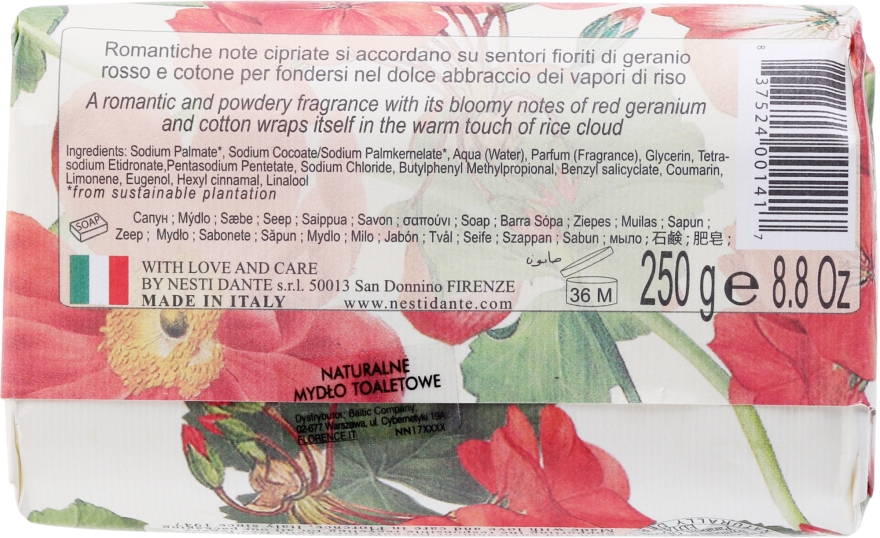 Romantiche note cipriate si accordano su sentori fioriti di geranio
rosso e cotone per fondersi nel dolce abbraccio dei vapori di riso
A romantic and powdery fragrance with its bloomy notes of red geranium
and cotton wraps itself in the warm touch of rice cloud
Ingredients: Sodium Palmate*, Sodium Cocoate/Sodium Palmkernelate*, Aqua (Water), Parfum (Fragrance), Glycerin, Tetra-
sodium Etidronate,Pentasodium Pentetate, Sodium Chloride, Butylphenyl Methylpropional, Benzyl salicyclate, Coumarin,
Limonene, Eugenol, Hexyl cinnamal, Linalool
*from sustainable plantation
SOAP
Сапун ; Mýdlo ; Sæbe ; Seep ; Saippua ; Savon ; σαπούνι ; Soap ; Barra Sópa ; Ziepes ; Muilas ; Sapun ;
Zeep ; Mydło ; Sabonete ; Săpun ; Mydlo ; Milo ; Jabón ; Tvål ; Seife ; Szappan ; Sabun ; мыло ; 石鹸 ; 肥皂 ;
صابون
WITH LOVE AND CARE
BY NESTI DANTE s.r.l. 50013 San Donnino FIRENZE
MADE IN ITALY www.nestidante.com
36 M
250 g e 8.8 Oz
8 37524 00141 7
NATURALNE
MYDŁO TOALETOWE
Dystrybutor: Baltic Company,
02-677 Warszawa, ul. Cybernetyki 19A
FLORENCE.IT NN17XXXX